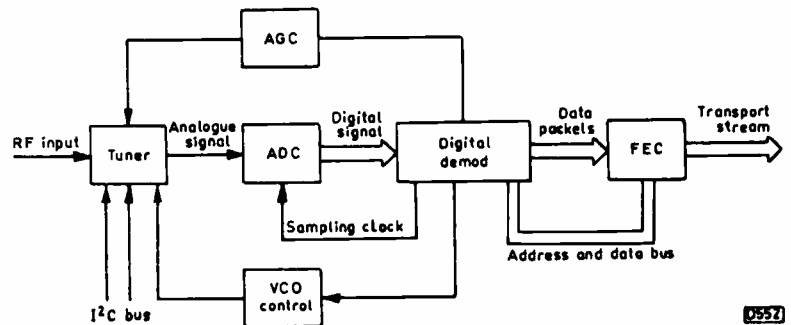 AGC
RF input
Tuner
Analogue
signal
ADC
Digital
signal
Digital
demod
Data
packets
FEC
Transport
stream
Sampling clock
Address and data bus
VCO
control
I²C bus
D552